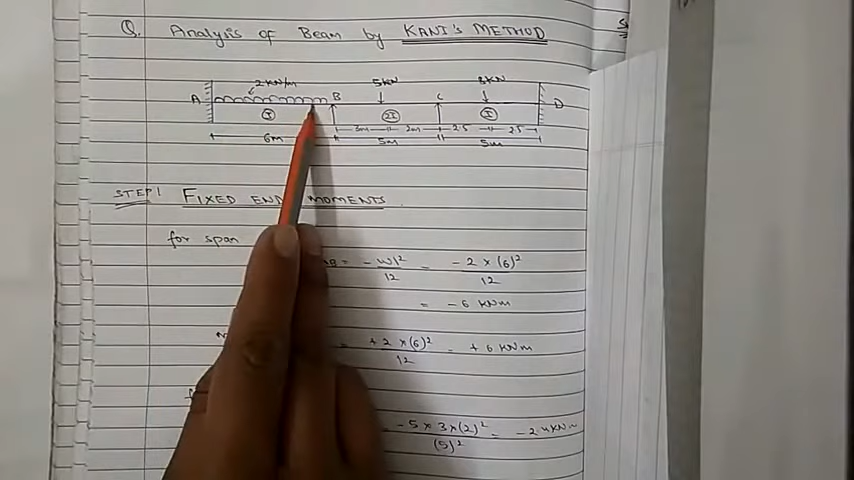 Q. Analysis of Beam by KANI'S METHOD
2 kN/m 5kN 8kN
A B C D
I 2I I
3m 2m 2.5 2.5
6m 5m 5m
STEP 1 FIXED END MOMENTS
for span
= -wl² - 2 × (6)²
12 12
= - 6 kNm
= + 2 × (6)² - + 6 kNm
12
- 5 × 3 × (2)² = - 2.4 kNm
(5)²